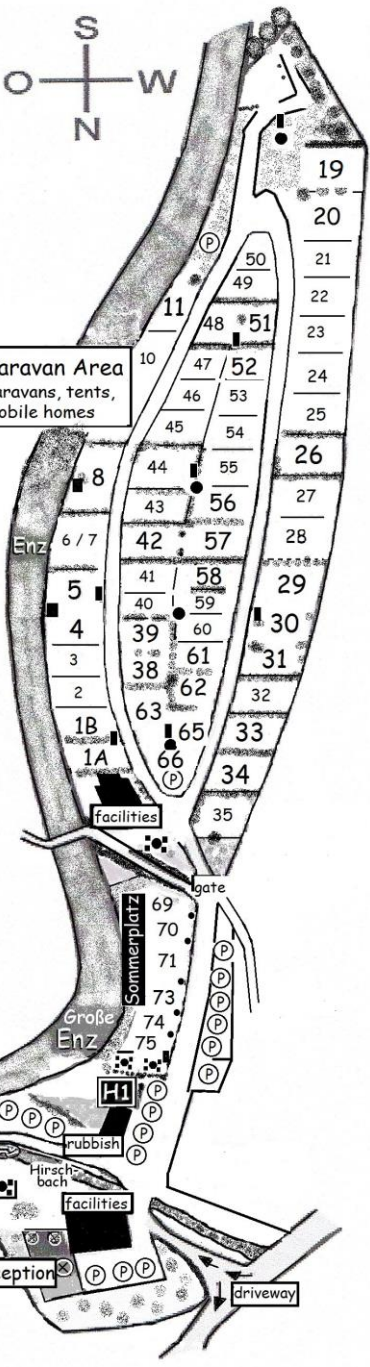 S
O W
N
19
20
21
22
23
24
25
26
27
28
29
30
31
32
33
34
35
50
49
48 51
47 52
46 53
45 54
44 55
43 56
42 57
41 58
40 59
39 60
38 61
62
63 65
66
P
P
11
10
aravan Area
aravans, tents,
obile homes
8
Enz
6 / 7
5
4
3
2
1B
1A
facilities
gate
Sommerplatz
69
70
71
73
74
75
Große
Enz
H1
P
P
P
P
P
P
P
P
P
P
P
P
P
rubbish
Hirsch-
bach
facilities
eption
P P P
driveway